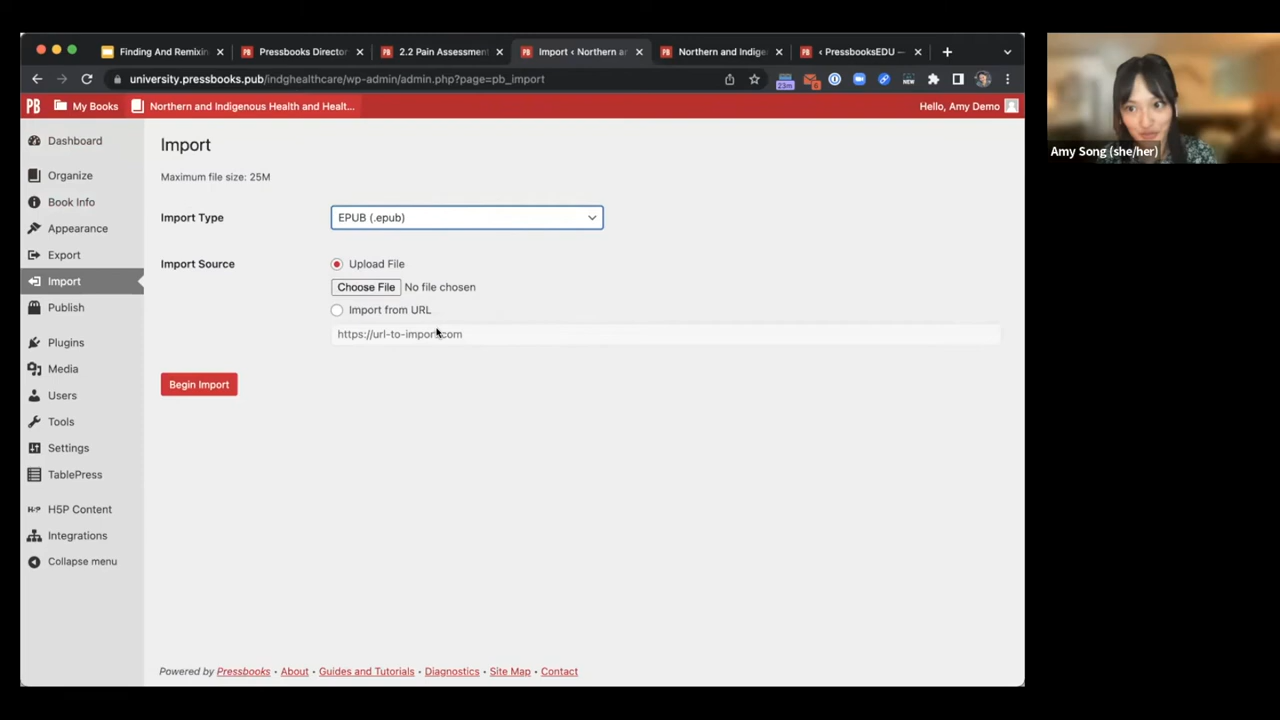 Finding And Remixin
Pressbooks Director
2.2 Pain Assessment
Import ‹ Northern ar
Northern and Indige
‹ PressbooksEDU —
university.pressbooks.pub/indghealthcare/wp-admin/admin.php?page=pb_import
23m
6
NEW
PB
My Books
Northern and Indigenous Health and Healt...
Hello, Amy Demo
Amy Song (she/her)
Dashboard
Organize
Book Info
Appearance
Export
Import
Publish
Plugins
Media
Users
Tools
Settings
TablePress
H5P Content
Integrations
Collapse menu
Import
Maximum file size: 25M
Import Type
EPUB (.epub)
Import Source
Upload File
Choose File No file chosen
Import from URL
https://url-to-import.com
Begin Import
Powered by Pressbooks • About • Guides and Tutorials • Diagnostics • Site Map • Contact